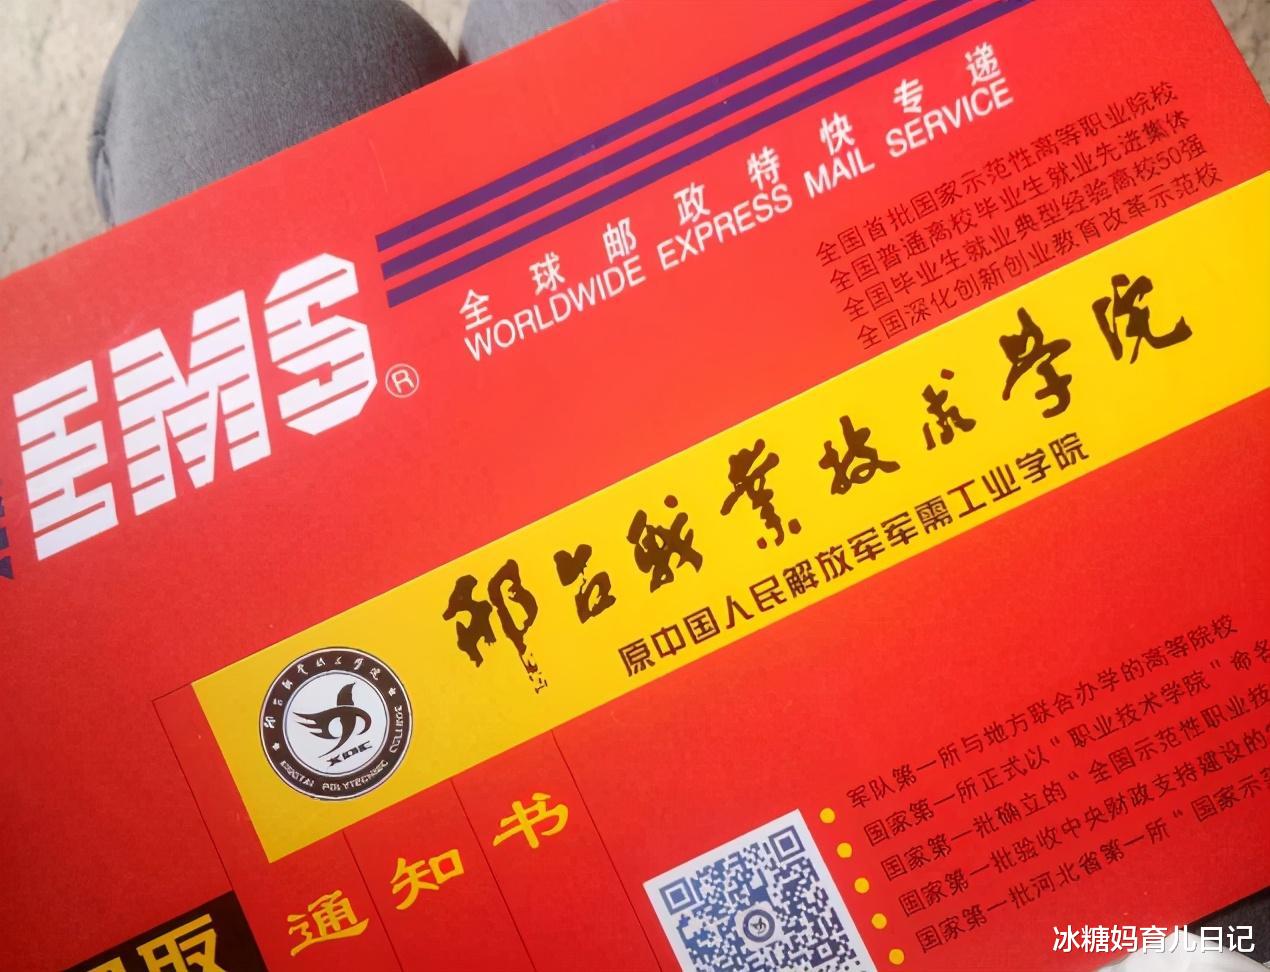 EMS®
全球邮政特快专递
WORLDWIDE EXPRESS MAIL SERVICE
全国首批国家示范性高等职业院校
全国普通高校毕业生就业先进集体
全国毕业生就业典型经验高校50强
全国深化创新创业教育改革示范校
邢台职业技术学院
原中国人民解放军军需工业学院
XPC
XINGTAI POLYTECHNIC COLLEGE
通知书
军队第一所与地方联合办学的高等院校
国家第一所正式以"职业技术学院"命名
国家第一批确立的"全国示范性职业技
国家第一批验收中央财政支持建设的
国家第一批河北省第一所"国家示
冰糖妈育儿日记